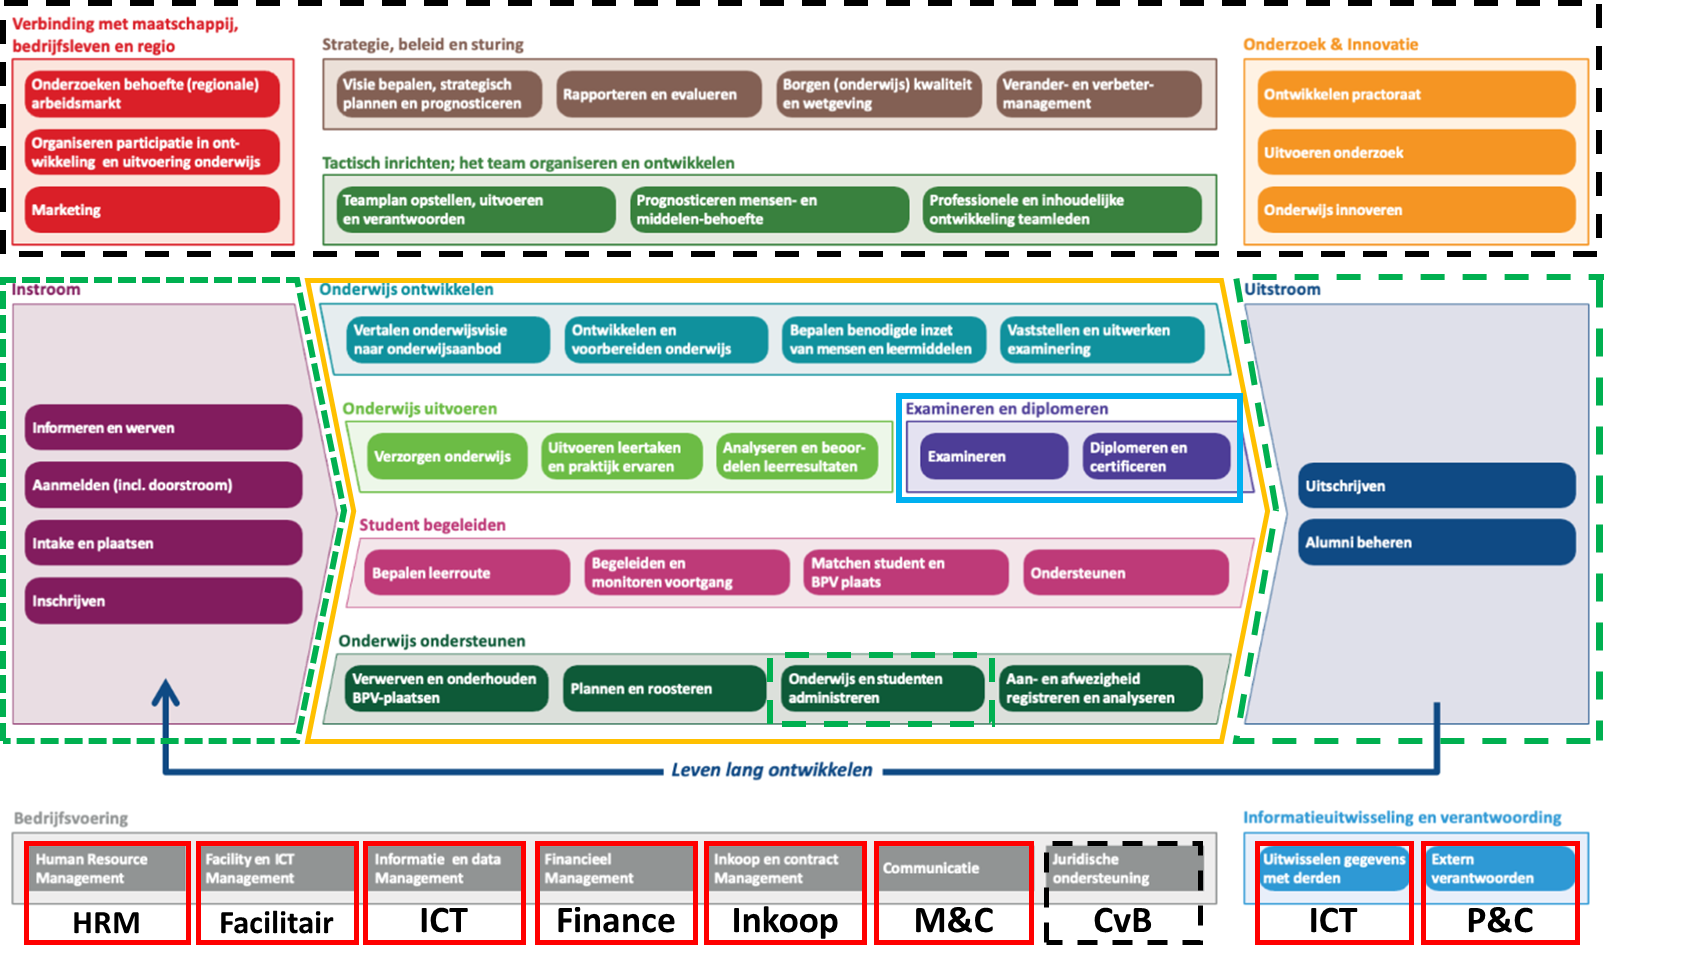 Verbinding met maatschappij,
bedrijfsleven en regio
Onderzoeken behoefte (regionale)
arbeidsmarkt
Organiseren participatie in ont-
wikkeling en uitvoering onderwijs
Marketing
Strategie, beleid en sturing
Visie bepalen, strategisch
plannen en prognosticeren
Rapporteren en evalueren
Borgen (onderwijs) kwaliteit
en wetgeving
Verander- en verbeter-
management
Tactisch inrichten; het team organiseren en ontwikkelen
Teamplan opstellen, uitvoeren
en verantwoorden
Prognosticeren mensen- en
middelen-behoefte
Professionele en inhoudelijke
ontwikkeling teamleden
Onderzoek & Innovatie
Ontwikkelen practoraat
Uitvoeren onderzoek
Onderwijs innoveren
Instroom
Informeren en werven
Aanmelden (incl. doorstroom)
Intake en plaatsen
Inschrijven
Onderwijs ontwikkelen
Vertalen onderwijsvisie
naar onderwijsaanbod
Ontwikkelen en
voorbereiden onderwijs
Bepalen benodigde inzet
van mensen en leermiddelen
Vaststellen en uitwerken
examinering
Onderwijs uitvoeren
Verzorgen onderwijs
Uitvoeren leertaken
en praktijk ervaren
Analyseren en beoor-
delen leerresultaten
Examineren en diplomeren
Examineren
Diplomeren en
certificeren
Student begeleiden
Bepalen leerroute
Begeleiden en
monitoren voortgang
Matchen student en
BPV plaats
Ondersteunen
Onderwijs ondersteunen
Verwerven en onderhouden
BPV-plaatsen
Plannen en roosteren
Onderwijs en studenten
administreren
Aan- en afwezigheid
registreren en analyseren
Uitstroom
Uitschrijven
Alumni beheren
Leven lang ontwikkelen
Bedrijfsvoering
Human Resource
Management
HRM
Facility en ICT
Management
Facilitair
Informatie en data
Management
ICT
Financieel
Management
Finance
Inkoop en contract
Management
Inkoop
Communicatie
M&C
Juridische
ondersteuning
CvB
Informatieuitwisseling en verantwoording
Uitwisselen gegevens
met derden
ICT
Extern
verantwoorden
P&C